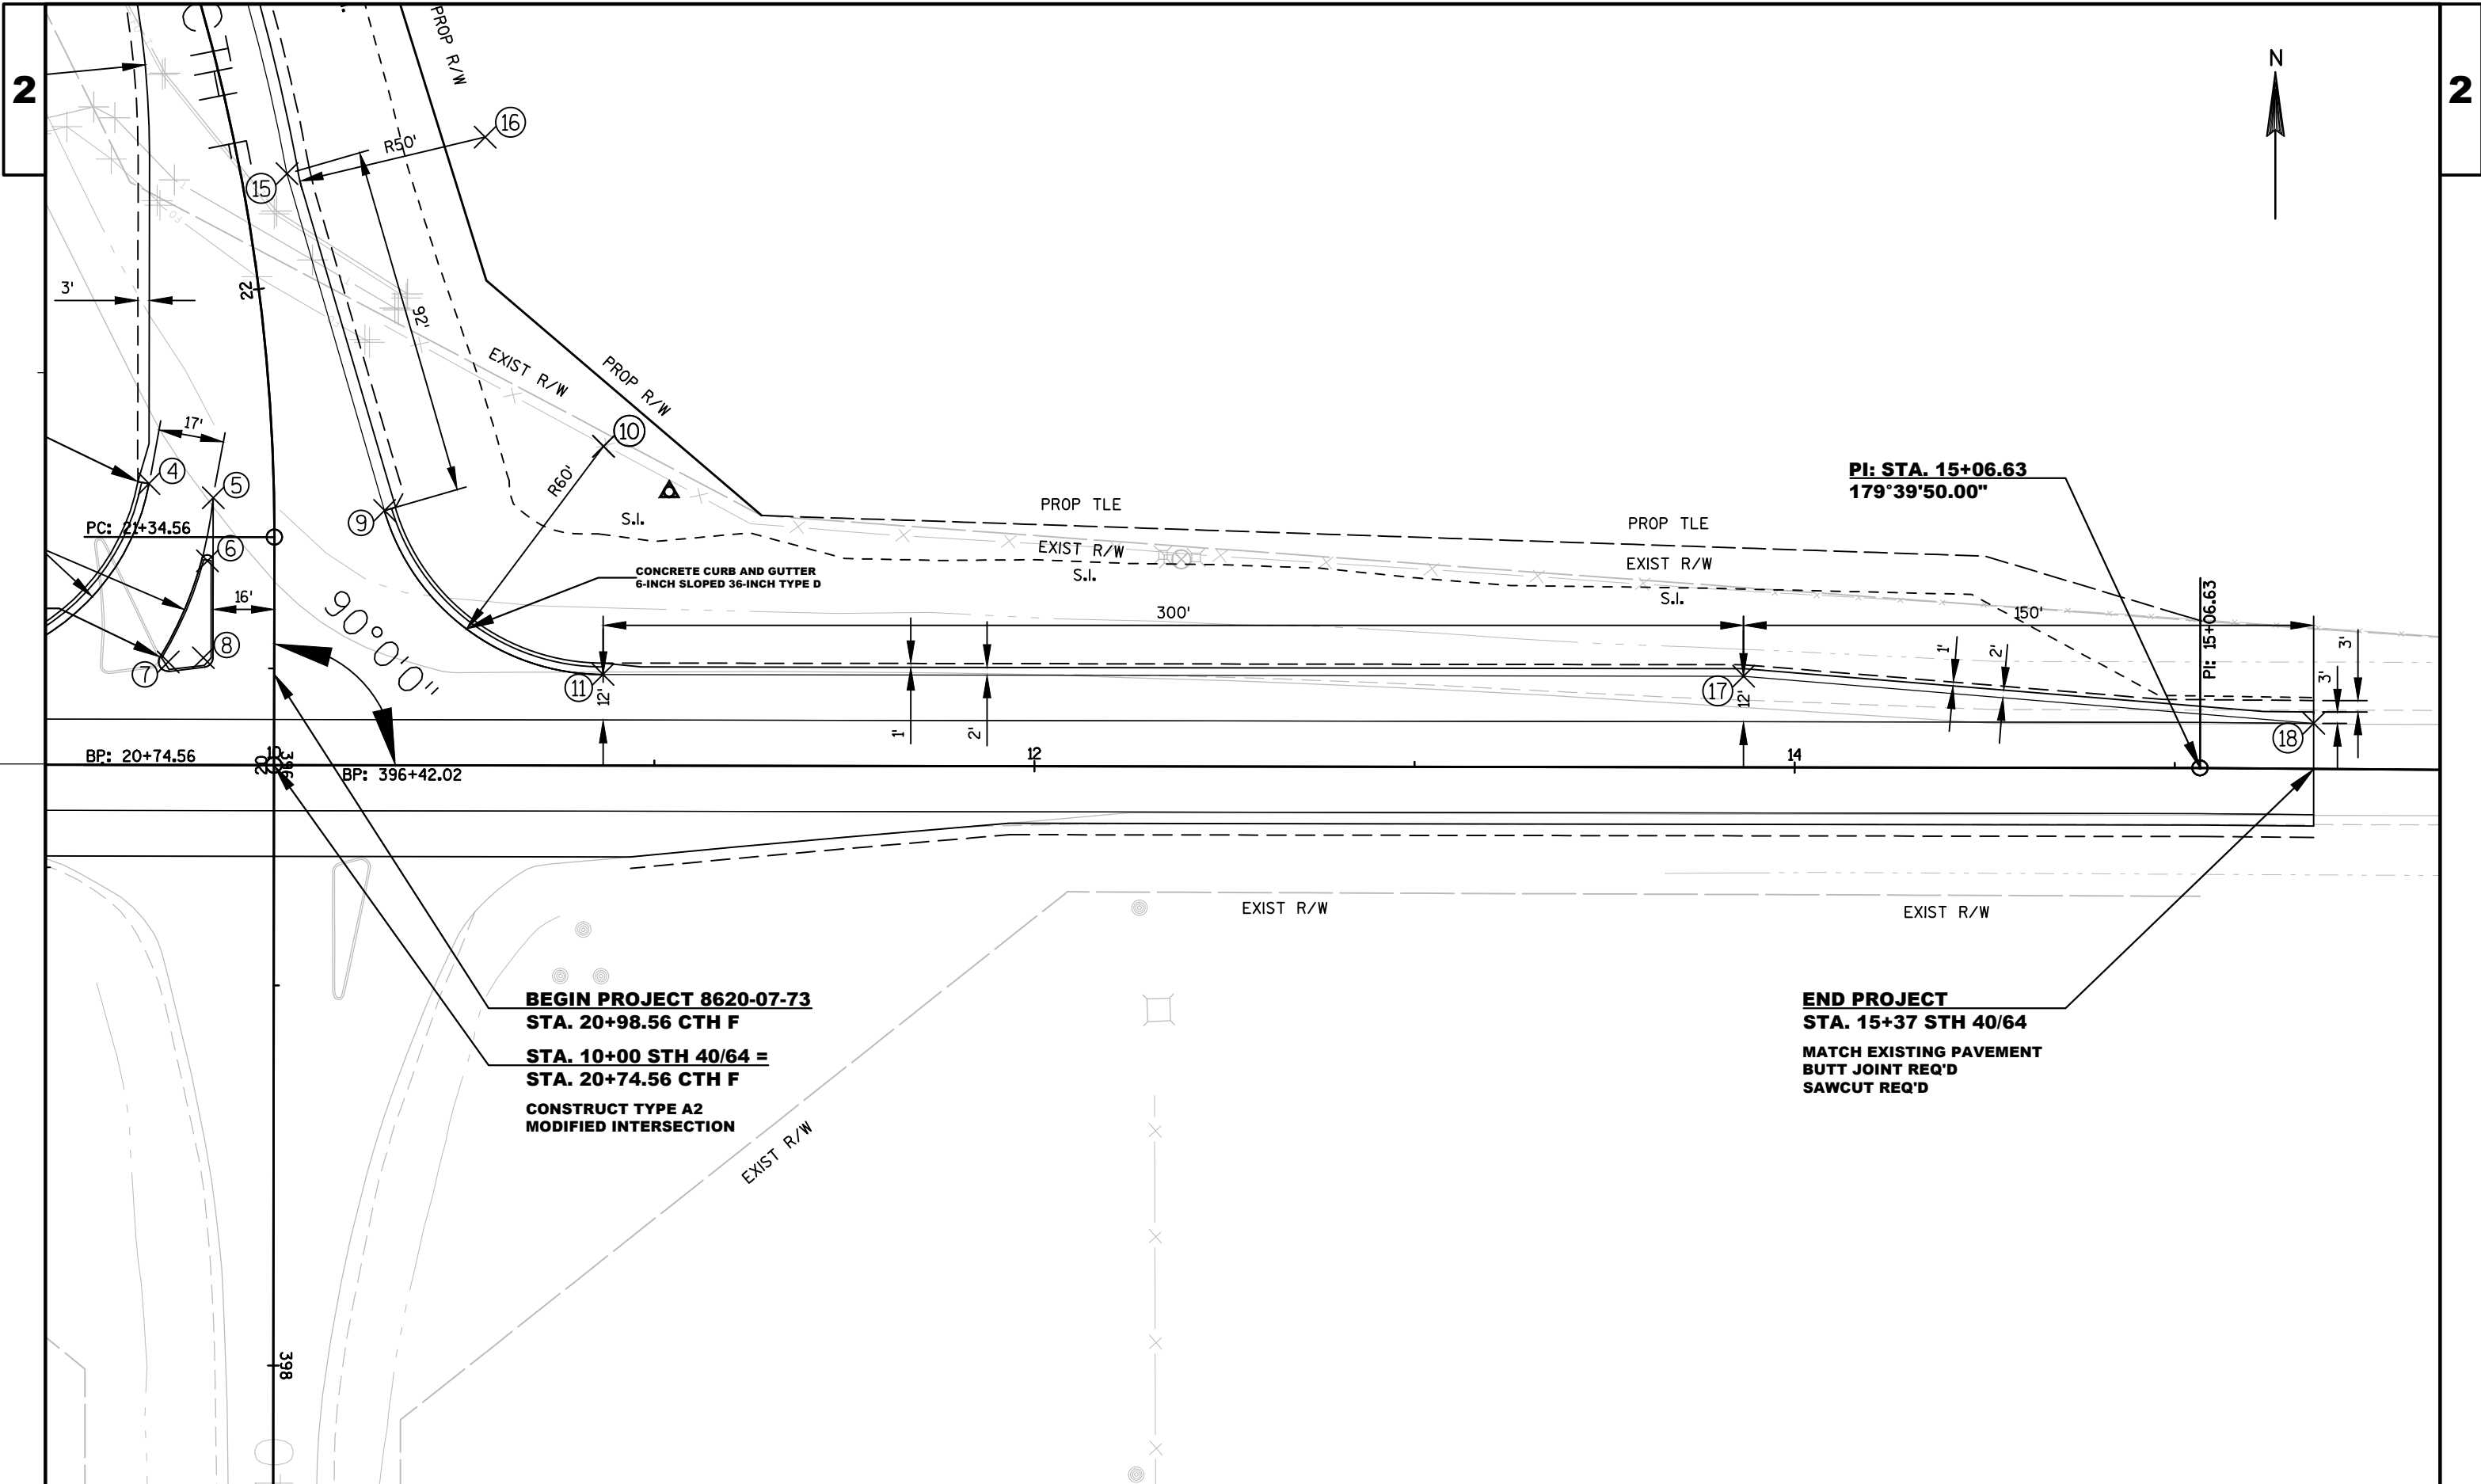 2
2
N
PROP R/W
16
R50'
15
3'
22
92'
EXIST R/W
PROP R/W
17'
4
5
10
R60'
9
PC: 21+34.56
6
S.I.
PROP TLE
PROP TLE
PI: STA. 15+06.63
179°39'50.00"
EXIST R/W
EXIST R/W
S.I.
S.I.
CONCRETE CURB AND GUTTER
6-INCH SLOPED 36-INCH TYPE D
16'
90°0'0"
300'
150'
PI: 15+06.63
8
7
11
12'
1'
2'
17
12'
1'
2'
3'
3'
18
BP: 20+74.56
20
10
396
BP: 396+42.02
12
14
EXIST R/W
EXIST R/W
BEGIN PROJECT 8620-07-73
STA. 20+98.56 CTH F
STA. 10+00 STH 40/64 =
STA. 20+74.56 CTH F
CONSTRUCT TYPE A2
MODIFIED INTERSECTION
END PROJECT
STA. 15+37 STH 40/64
MATCH EXISTING PAVEMENT
BUTT JOINT REQ'D
SAWCUT REQ'D
EXIST R/W
398